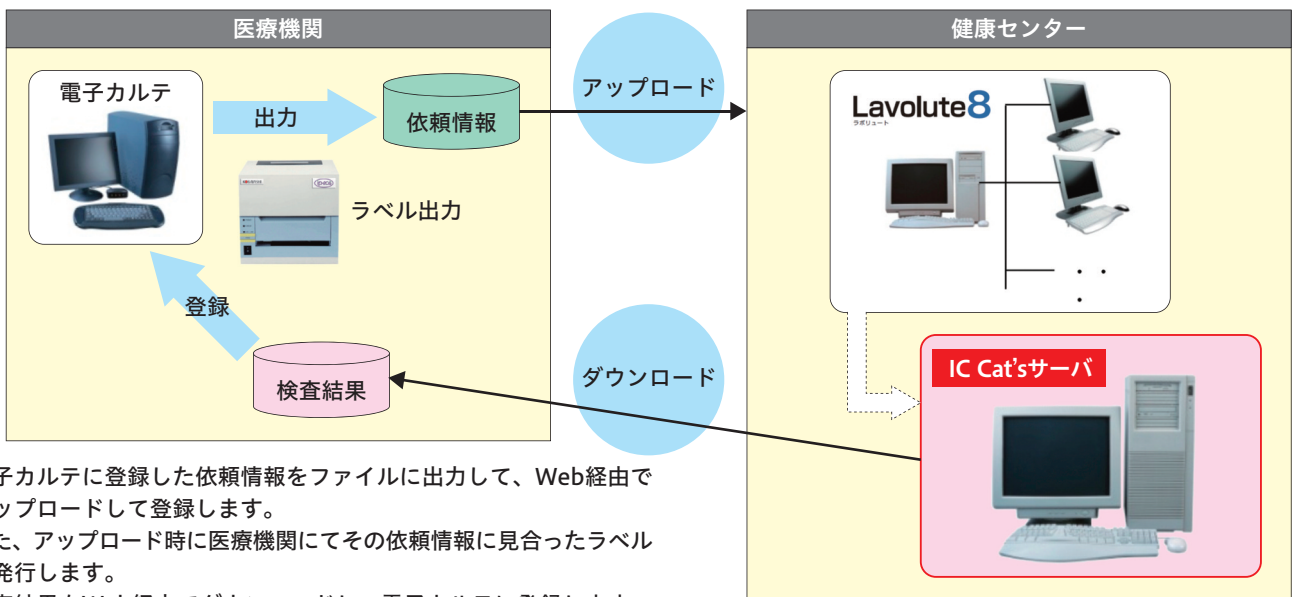 医療機関
健康センター
電子カルテ
出力
依頼情報
アップロード
Lavolute8
ラボリュート
ラベル出力
登録
検査結果
ダウンロード
IC Cat'sサーバ
子カルテに登録した依頼情報をファイルに出力して、Web経由で
ップロードして登録します。
た、アップロード時に医療機関にてその依頼情報に見合ったラベル
発行します。